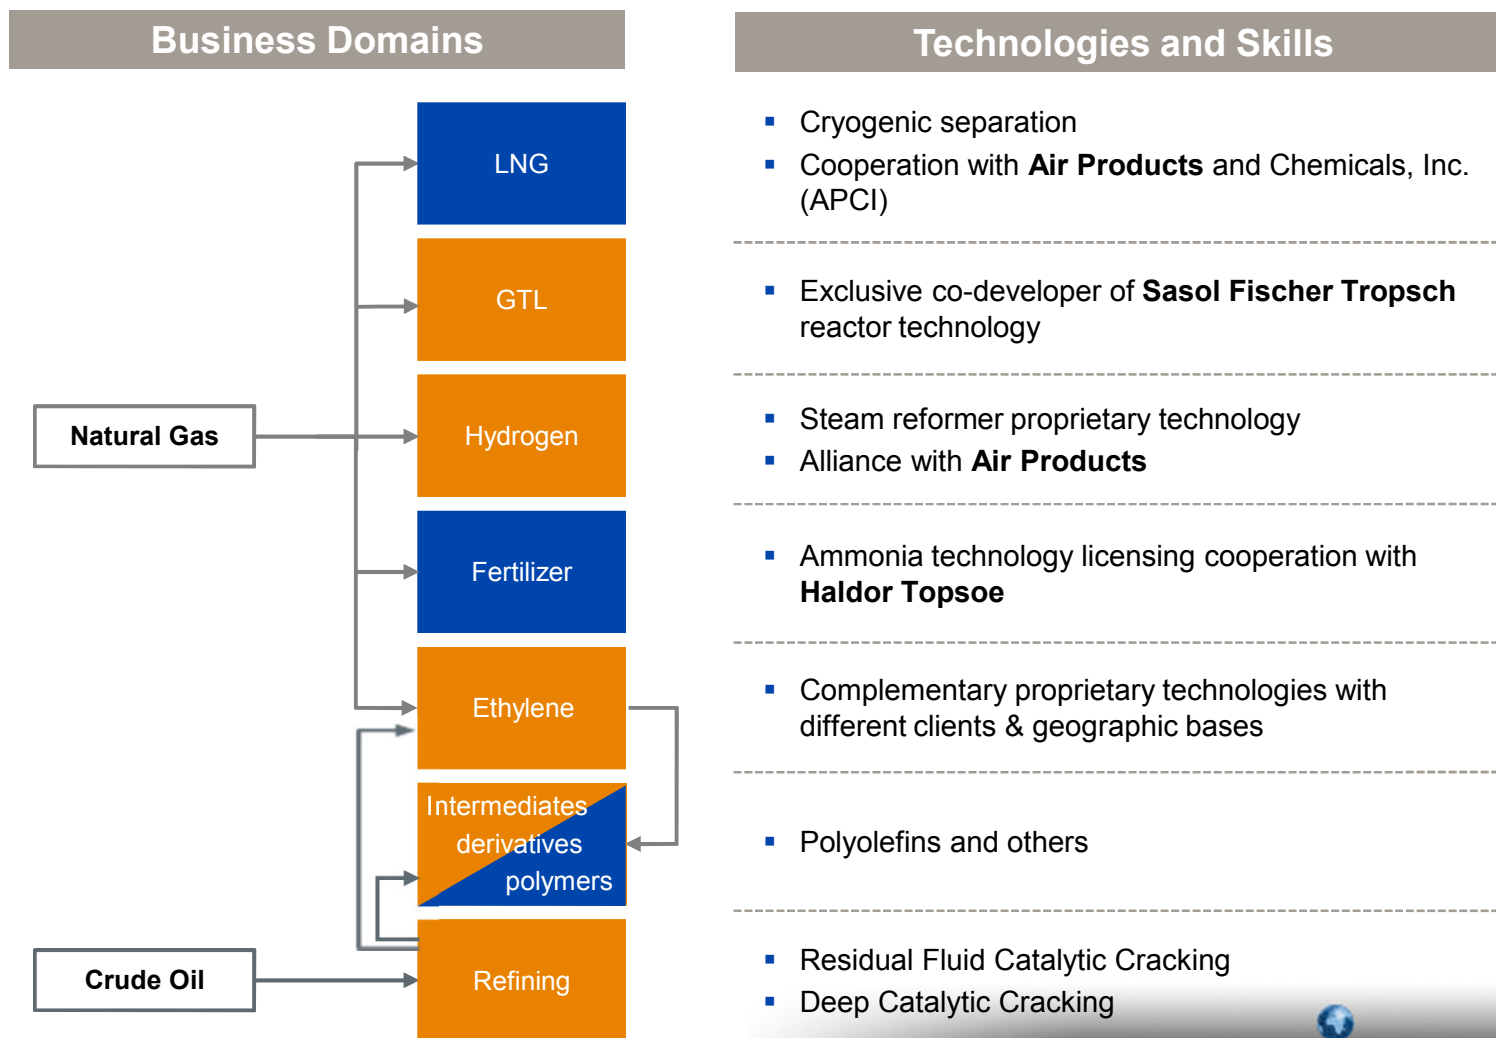 Business Domains
Technologies and Skills
LNG
▪ Cryogenic separation
▪ Cooperation with Air Products and Chemicals, Inc.
(APCI)
GTL
▪ Exclusive co-developer of Sasol Fischer Tropsch
reactor technology
Natural Gas
Hydrogen
▪ Steam reformer proprietary technology
▪ Alliance with Air Products
Fertilizer
▪ Ammonia technology licensing cooperation with
Haldor Topsoe
Ethylene
▪ Complementary proprietary technologies with
different clients & geographic bases
Intermediates
derivatives
polymers
▪ Polyolefins and others
Crude Oil
Refining
▪ Residual Fluid Catalytic Cracking
▪ Deep Catalytic Cracking